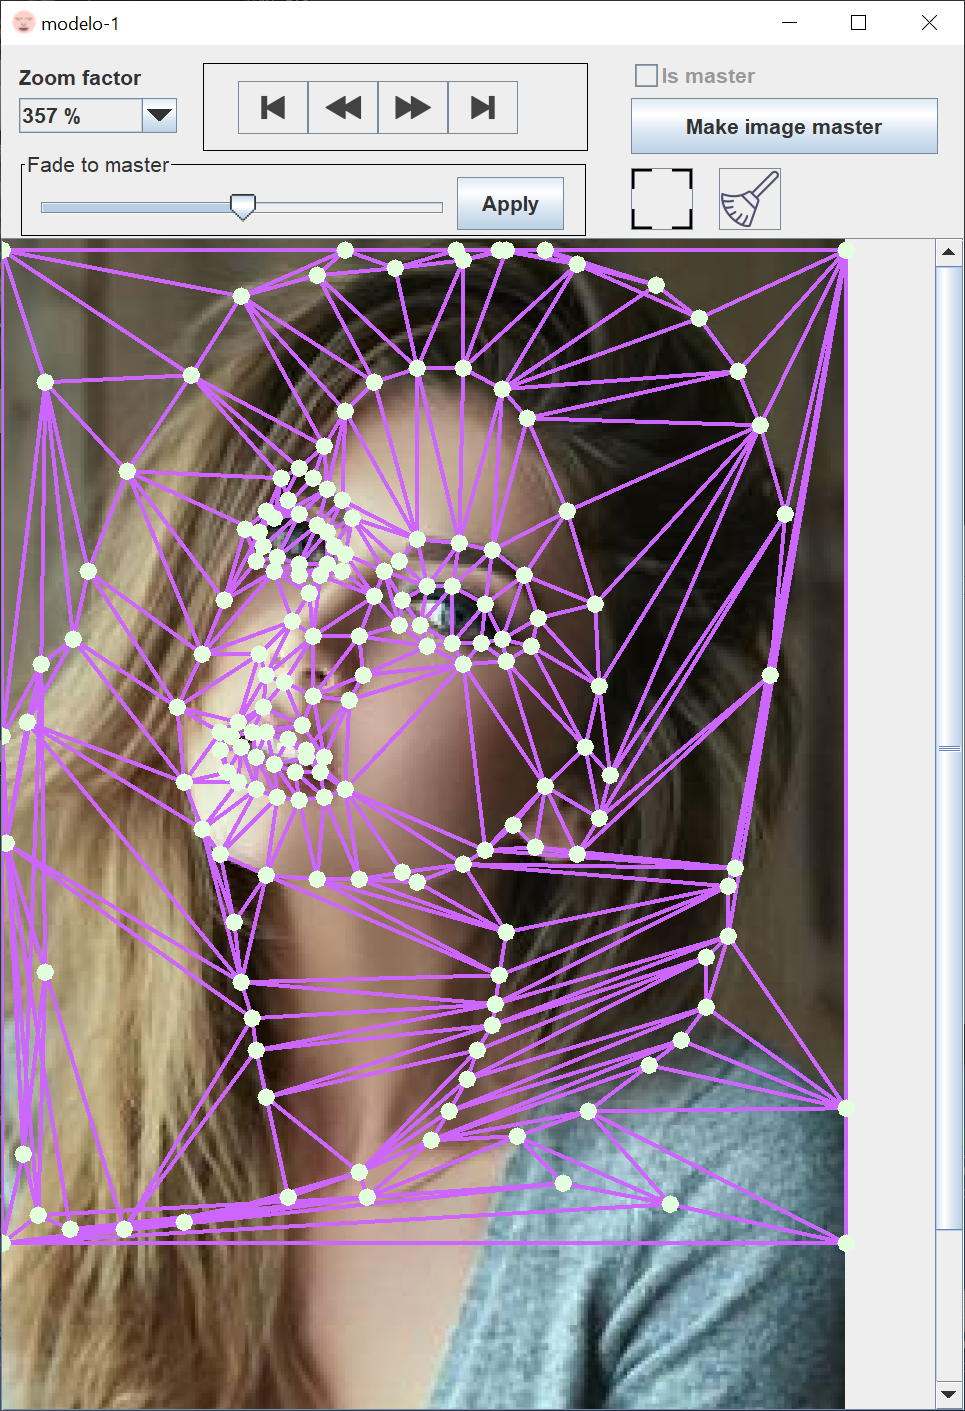 modelo-1
Zoom factor
357 %
Fade to master
Apply
Is master
Make image master